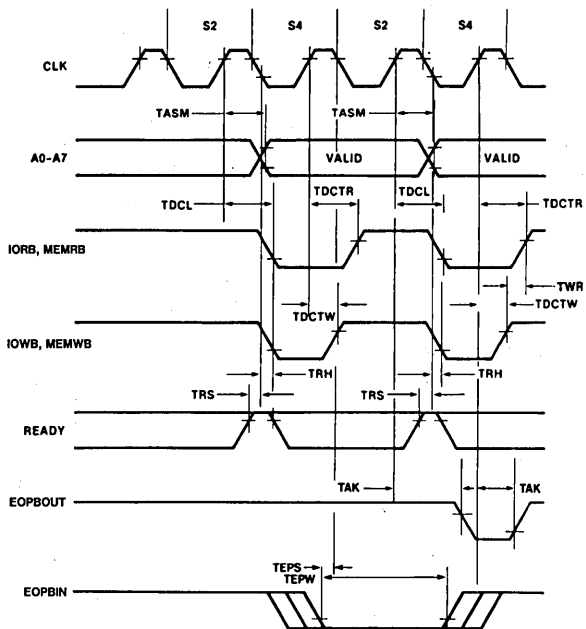 S2 S4 S2 S4
CLK
TASM TASM
A0-A7 VALID VALID
TDCL TDCTR TDCL TDCTR
IORB, MEMRB
TWR
TDCTW TDCTW
IOWB, MEMWB
TRH TRH
TRS TRS
READY
TAK TAK
EOPBOUT
TEPS
TEPW
EOPBIN